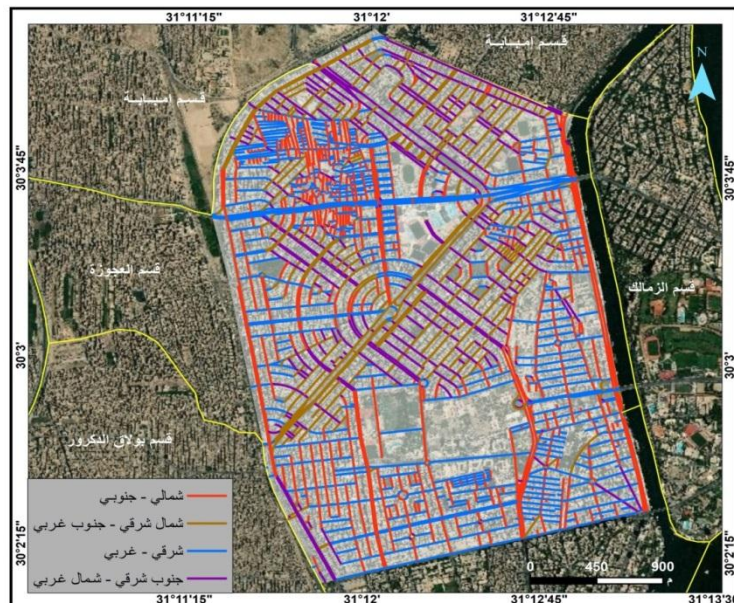 31°11'15" 31°12' 31°12'45"
N
قسم امبابة
قسم امبابة
30°3'45" 30°3'45"
قسم العجوزة
قسم الزمالك
30°3' 30°3'
قسم بولاق الدكرور
شمالي - جنوبي
شمال شرقي - جنوب غربي
شرقي - غربي
جنوب شرقي - شمال غربي
30°2'15" 30°2'15"
0 450 900
م
31°11'15" 31°12' 31°12'45" 31°13'30"